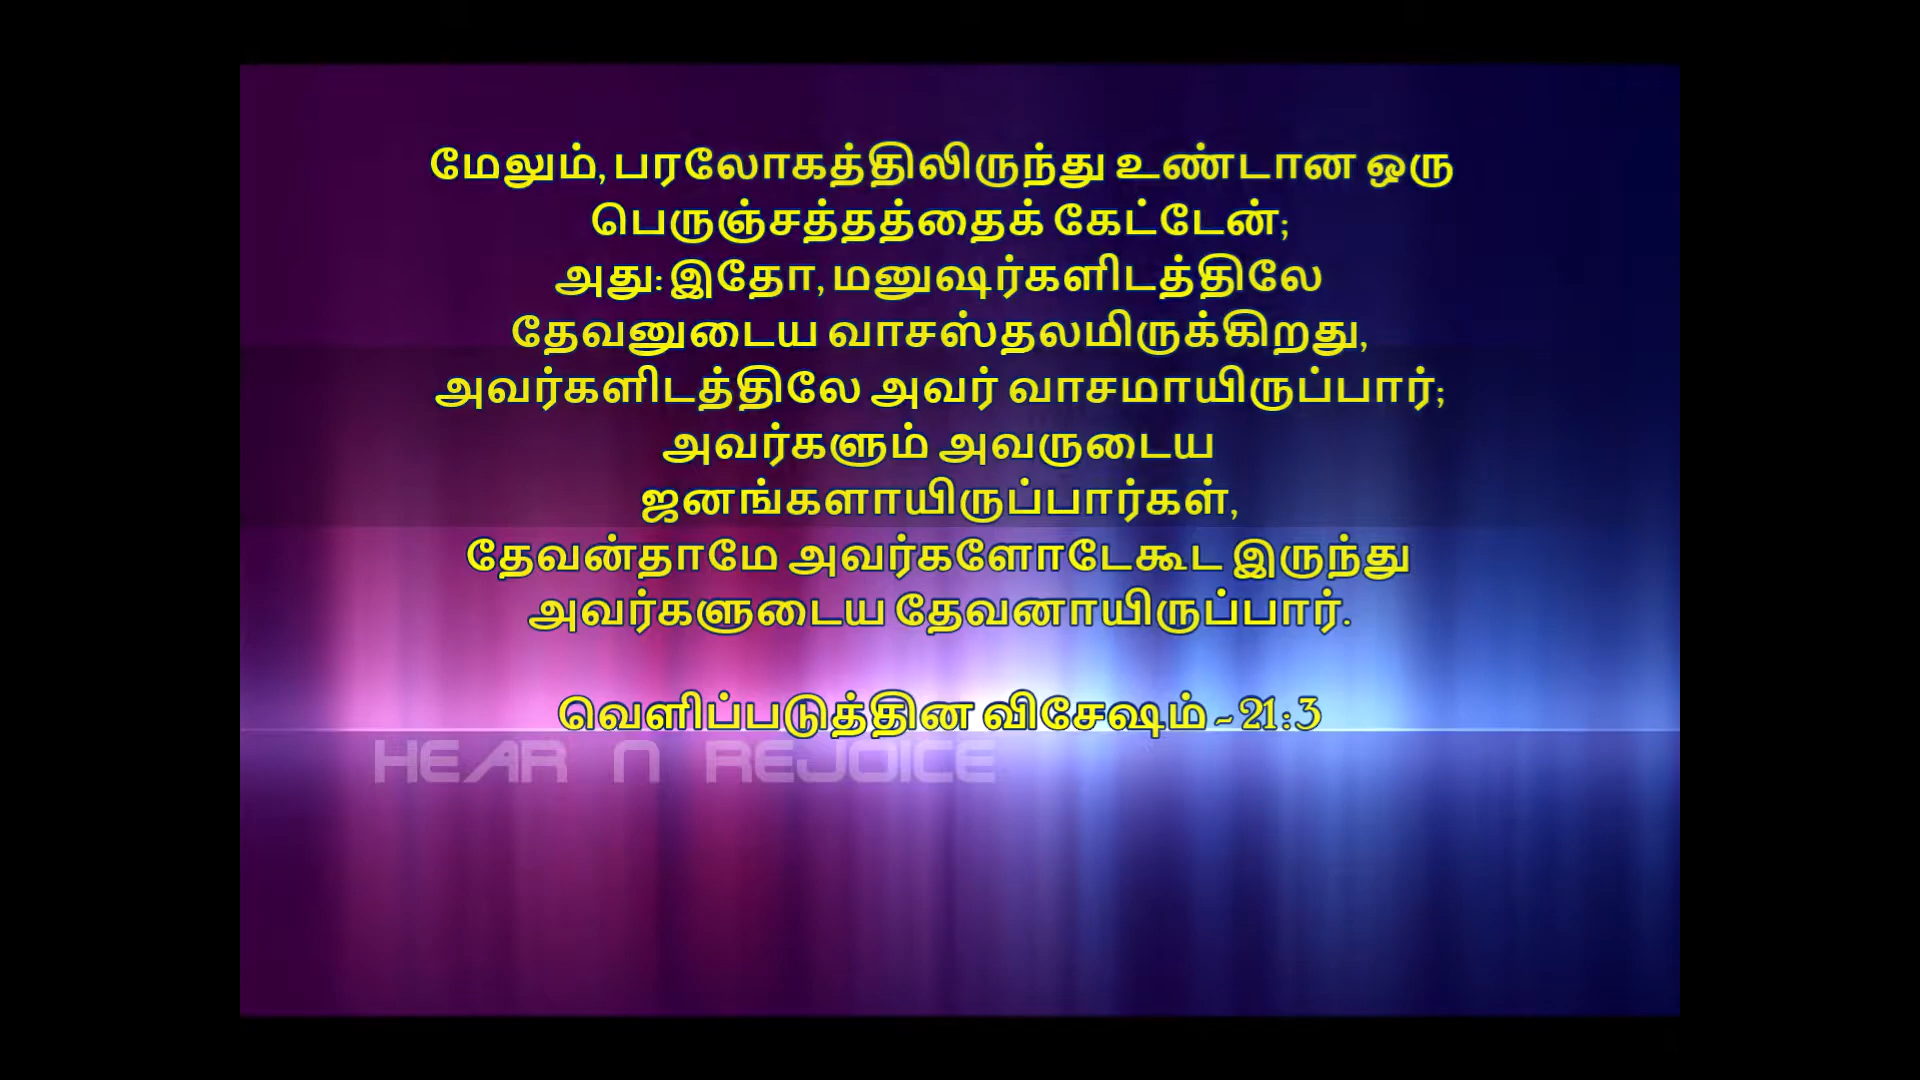 மேலும், பரலோகத்திலிருந்து உண்டான ஒரு
பெருஞ்சத்தத்தைக் கேட்டேன்;
அது: இதோ, மனுஷர்களிடத்திலே
தேவனுடைய வாசஸ்தலமிருக்கிறது,
அவர்களிடத்திலே அவர் வாசமாயிருப்பார்;
அவர்களும் அவருடைய
ஜனங்களாயிருப்பார்கள்,
தேவன்தாமே அவர்களோடேகூட இருந்து
அவர்களுடைய தேவனாயிருப்பார்.
வெளிப்படுத்தின விசேஷம் - 21:3
HEAR N REJOICE